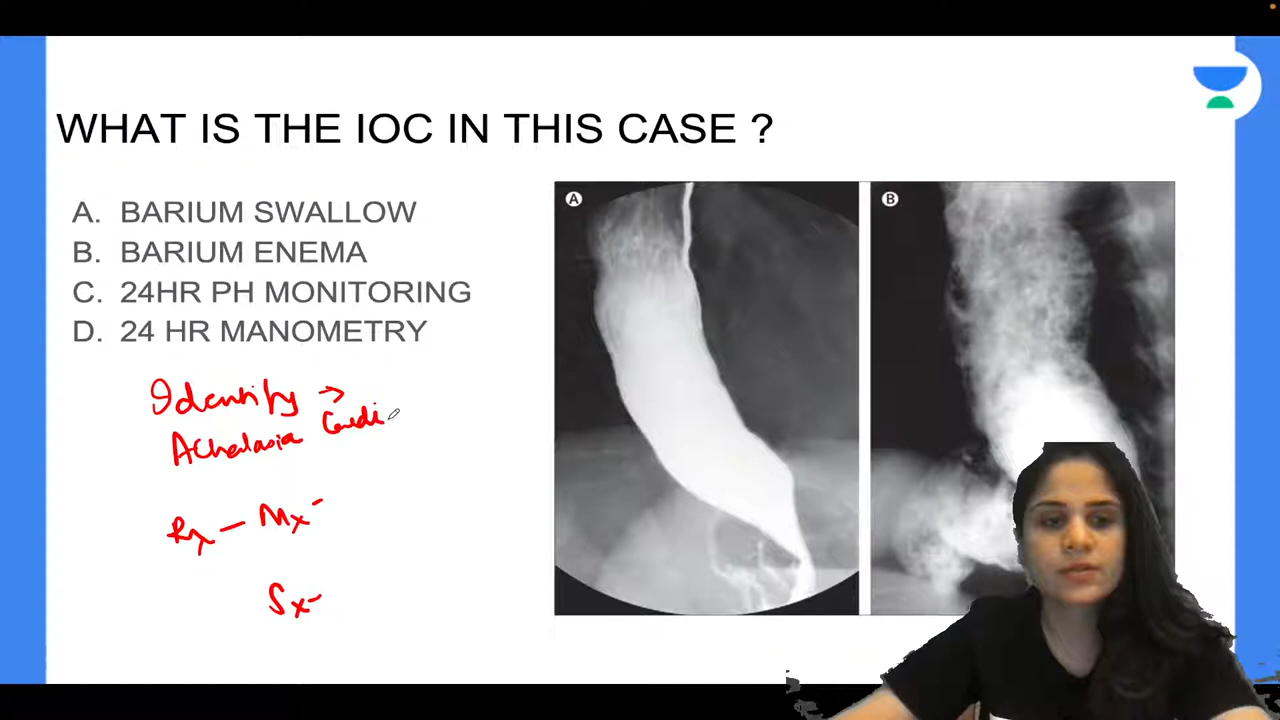 WHAT IS THE IOC IN THIS CASE ?
A. BARIUM SWALLOW
B. BARIUM ENEMA
C. 24HR PH MONITORING
D. 24 HR MANOMETRY
A
B
Identify →
Achalasia Cardi
Rx - Mx -
Sx -